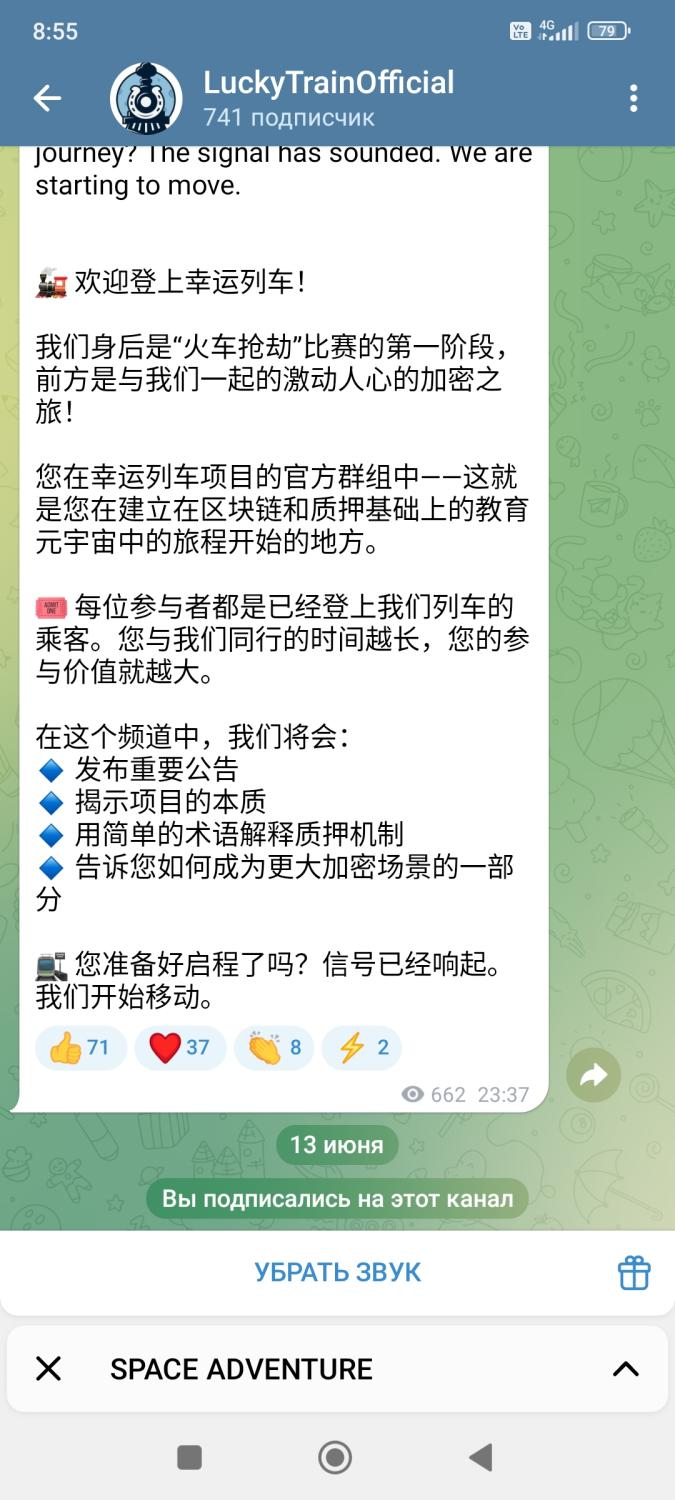 8:55
Vo LTE 4G 79
LuckyTrainOfficial
741 подписчик
journey? The signal has sounded. We are
starting to move.
欢迎登上幸运列车！
我们身后是“火车抢劫”比赛的第一阶段，
前方是与我们一起的激动人心的加密之
旅！
您在幸运列车项目的官方群组中——这就
是您在建立在区块链和质押基础上的教育
元宇宙中的旅程开始的地方。
ADMIT ONE 每位参与者都是已经登上我们列车的
乘客。您与我们同行的时间越长，您的参
与价值就越大。
在这个频道中，我们将会：
发布重要公告
揭示项目的本质
用简单的术语解释质押机制
告诉您如何成为更大加密场景的一部
分
您准备好启程了吗？信号已经响起。
我们开始移动。
71 37 8 2
662 23:37
13 июня
Вы подписались на этот канал
УБРАТЬ ЗВУК
SPACE ADVENTURE